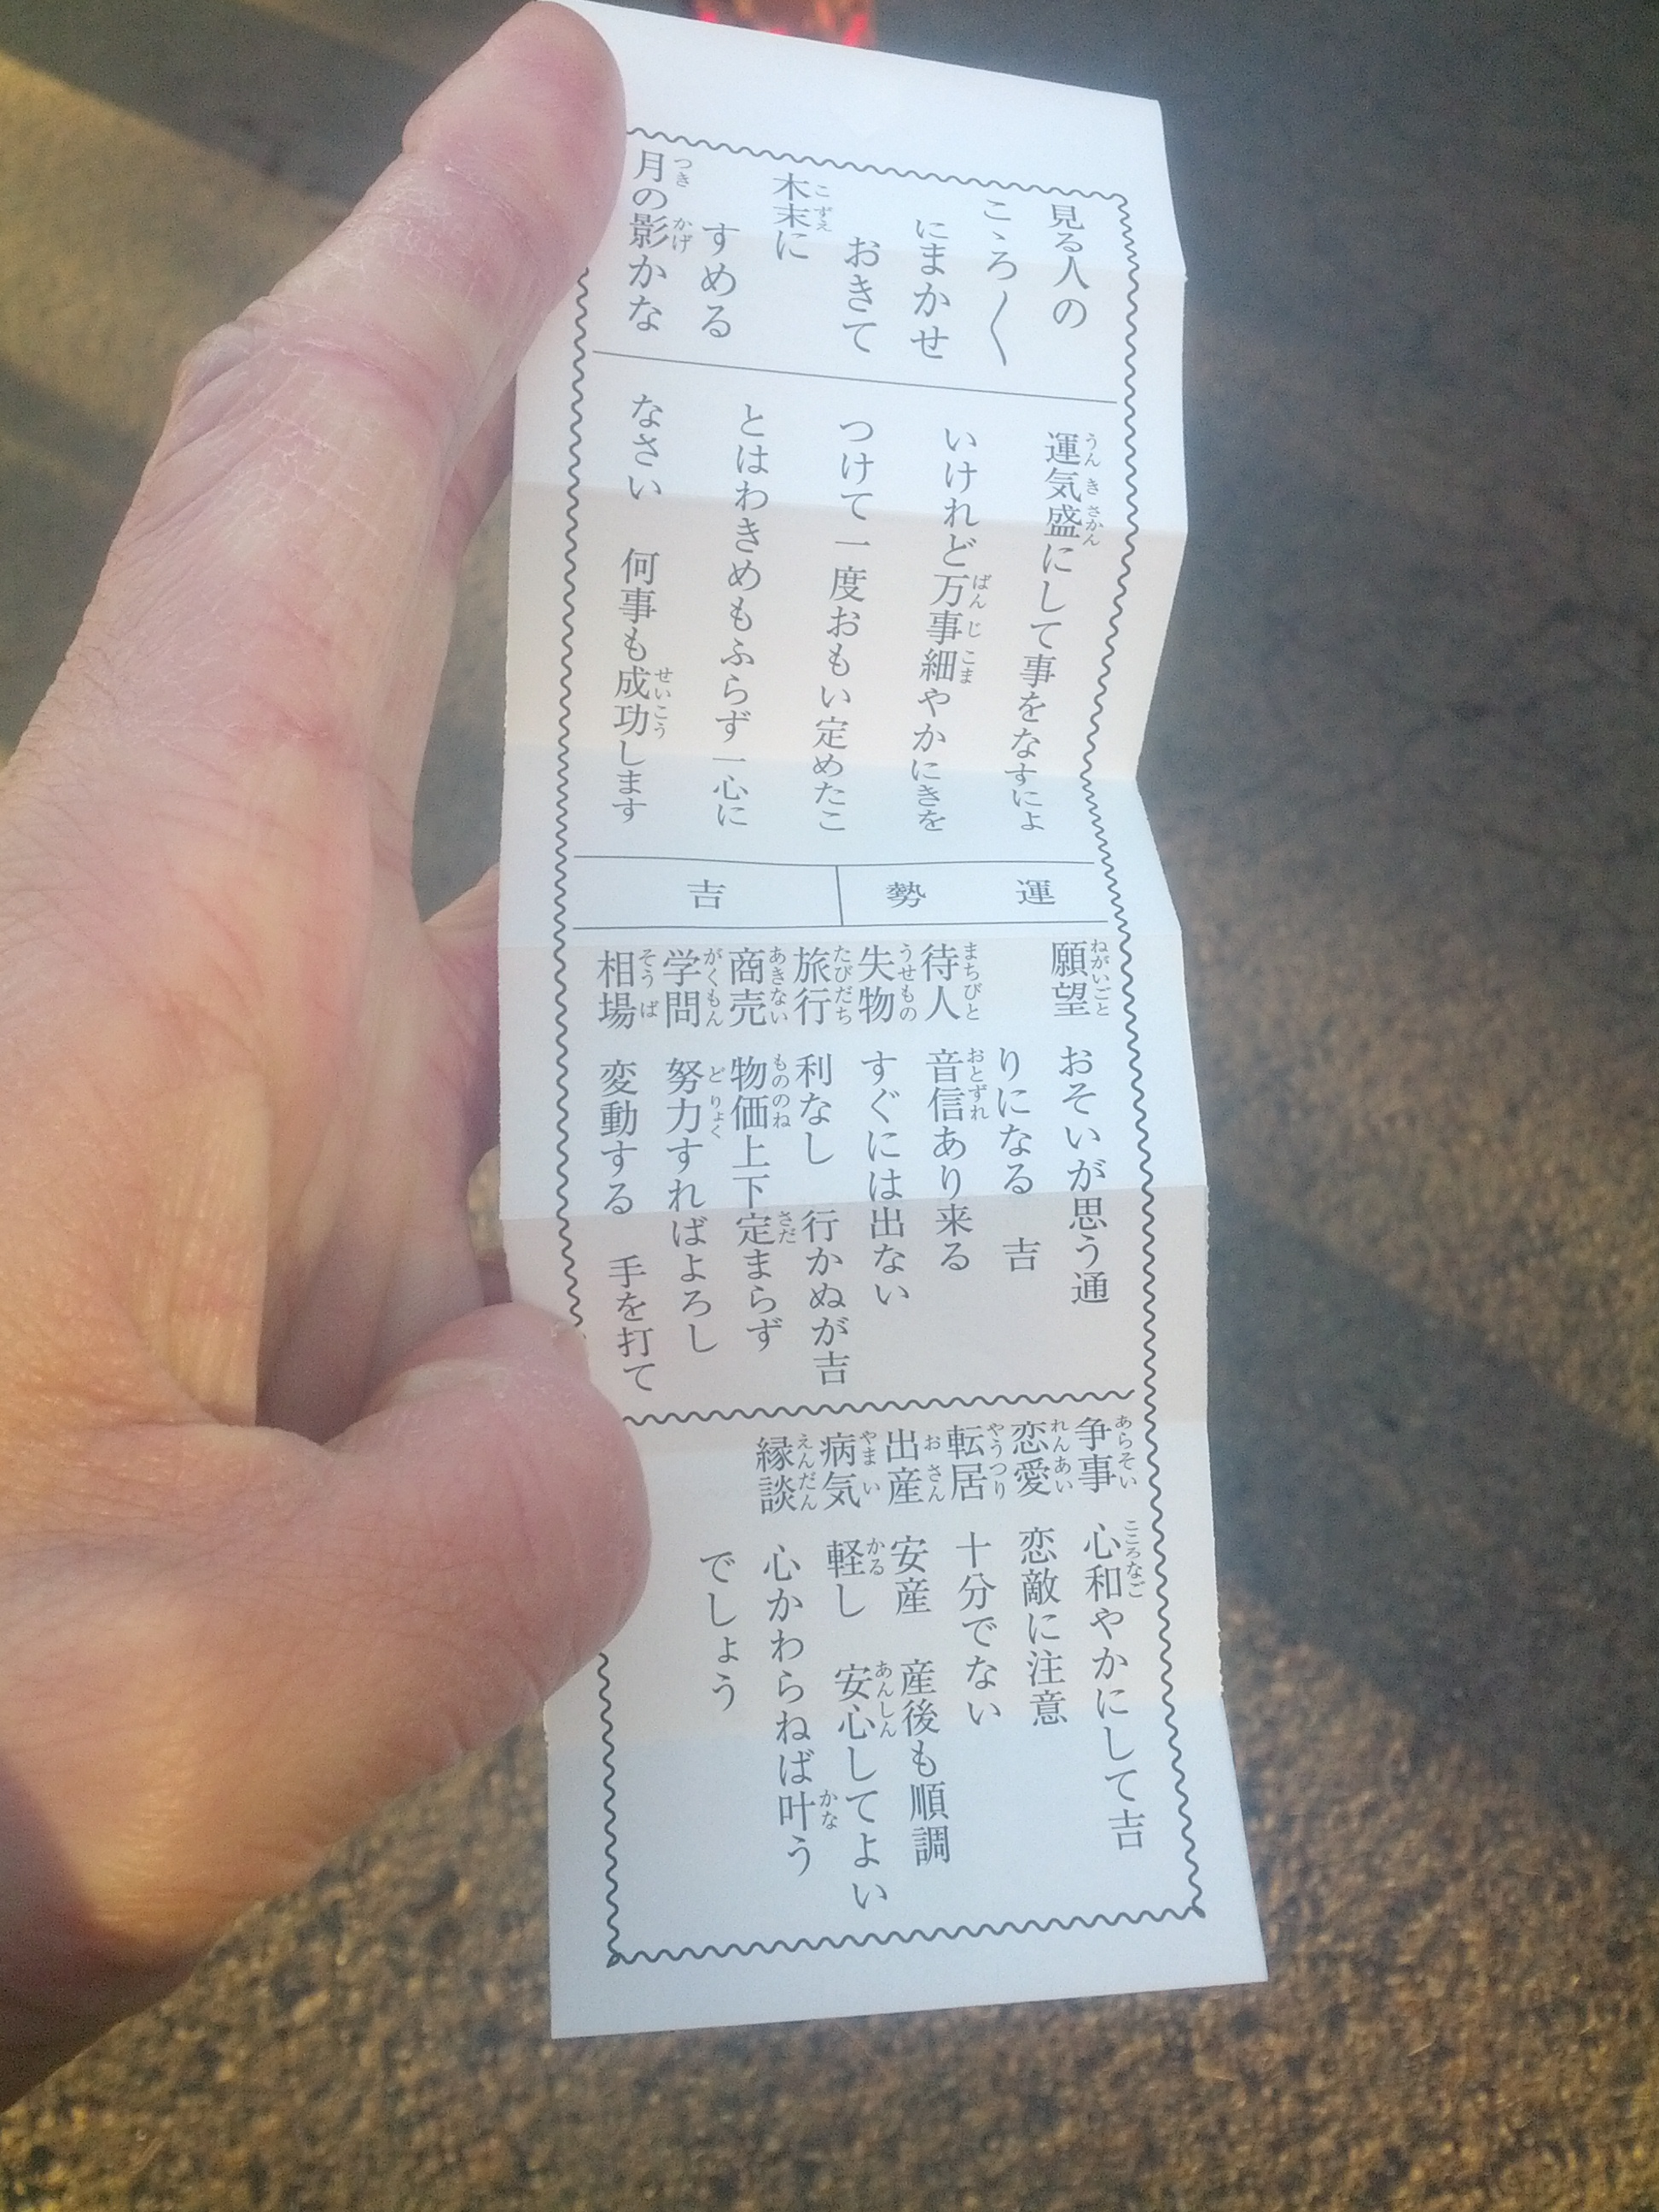 見る人の
こゝろ〳〵
にまかせ
おきて
木末に
すめる
月の影かな
運気盛にして事をなすによ
いけれど万事細やかにきを
つけて一度おもい定めたこ
とはわきめもふらず一心に
なさい 何事も成功します
運勢 吉
願望 おそいが思う通
りになる 吉
待人 音信あり来る
失物 すぐには出ない
旅行 利なし 行かぬが吉
商売 物価上下定まらず
学問 努力すればよろし
相場 変動する 手を打て
争事 心和やかにして吉
恋愛 恋敵に注意
転居 十分でない
出産 安産 産後も順調
病気 軽し 安心してよい
縁談 心かわらねば叶う
でしょう